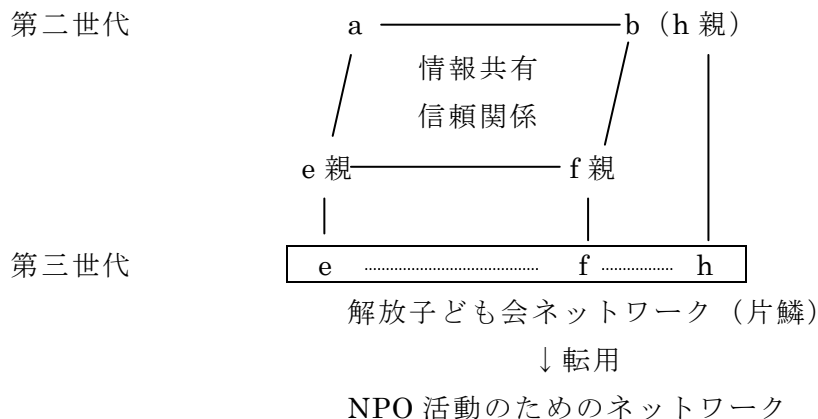 第二世代 a b（h 親）
情報共有
信頼関係
e 親 f 親
第三世代 e f h
解放子ども会ネットワーク（片鱗）
↓転用
NPO 活動のためのネットワーク